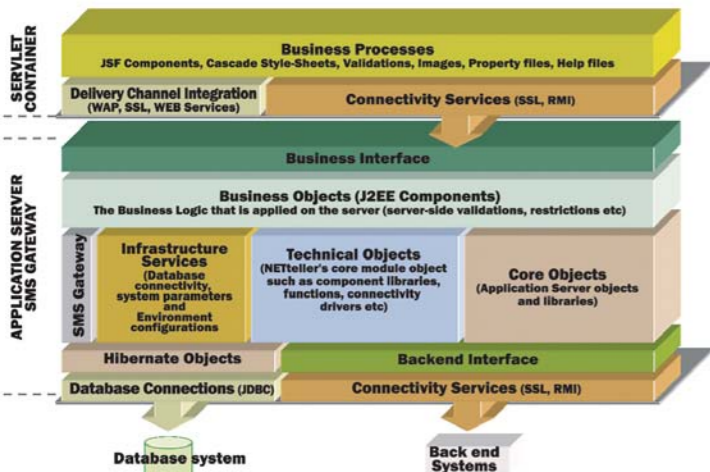 SERVLET
CONTAINER
Business Processes
JSF Components, Cascade Style-Sheets, Validations, Images, Property files, Help files
Delivery Channel Integration
(WAP, SSL, WEB Services)
Connectivity Services (SSL, RMI)
APPLICATION SERVER
SMS GATEWAY
Business Interface
Business Objects (J2EE Components)
The Business Logic that is applied on the server (server-side validations, restrictions etc)
SMS Gateway
Infrastructure
Services
(Database
connectivity,
system parameters
and
Environment
configurations
Technical Objects
(NETteller's core module object
such as component libraries,
functions, connectivity
drivers etc)
Core Objects
(Application Server objects
and libraries)
Hibernate Objects
Backend Interface
Database Connections (JDBC)
Connectivity Services (SSL, RMI)
Database system
Back end
Systems